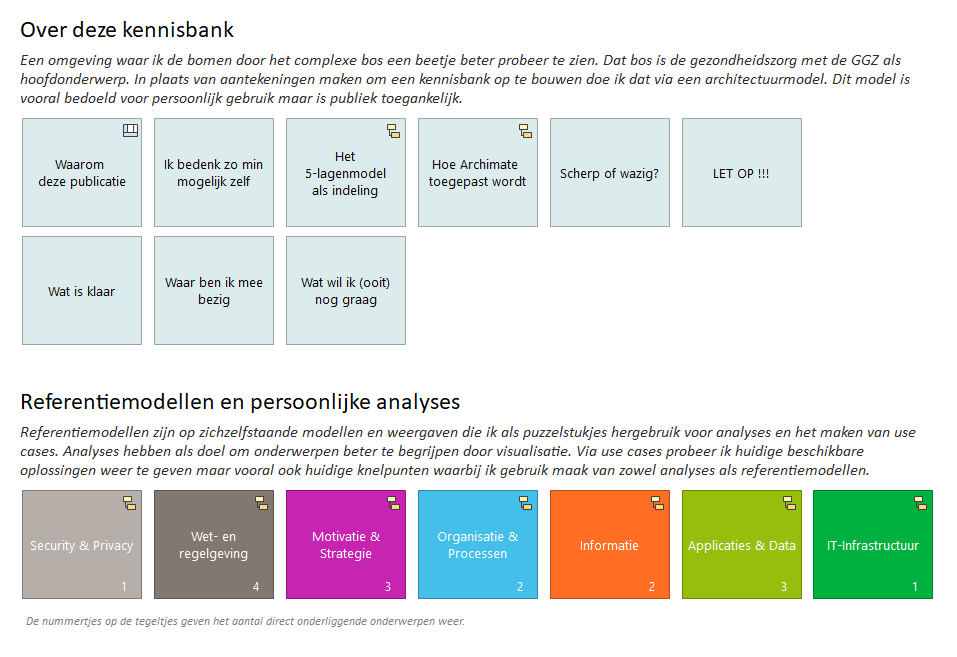 Over deze kennisbank
Een omgeving waar ik de bomen door het complexe bos een beetje beter probeer te zien. Dat bos is de gezondheidszorg met de GGZ als
hoofdonderwerp. In plaats van aantekeningen maken om een kennisbank op te bouwen doe ik dat via een architectuurmodel. Dit model is
vooral bedoeld voor persoonlijk gebruik maar is publiek toegankelijk.
Waarom
deze publicatie
Ik bedenk zo min
mogelijk zelf
Het
5-lagenmodel
als indeling
Hoe Archimate
toegepast wordt
Scherp of wazig?
LET OP !!!
Wat is klaar
Waar ben ik mee
bezig
Wat wil ik (ooit)
nog graag
Referentiemodellen en persoonlijke analyses
Referentiemodellen zijn op zichzelfstaande modellen en weergaven die ik als puzzelstukjes hergebruik voor analyses en het maken van use
cases. Analyses hebben als doel om onderwerpen beter te begrijpen door visualisatie. Via use cases probeer ik huidige beschikbare
oplossingen weer te geven maar vooral ook huidige knelpunten waarbij ik gebruik maak van zowel analyses als referentiemodellen.
Security & Privacy
1
Wet- en
regelgeving
4
Motivatie &
Strategie
3
Organisatie &
Processen
2
Informatie
2
Applicaties & Data
3
IT-Infrastructuur
1
De nummertjes op de tegeltjes geven het aantal direct onderliggende onderwerpen weer.